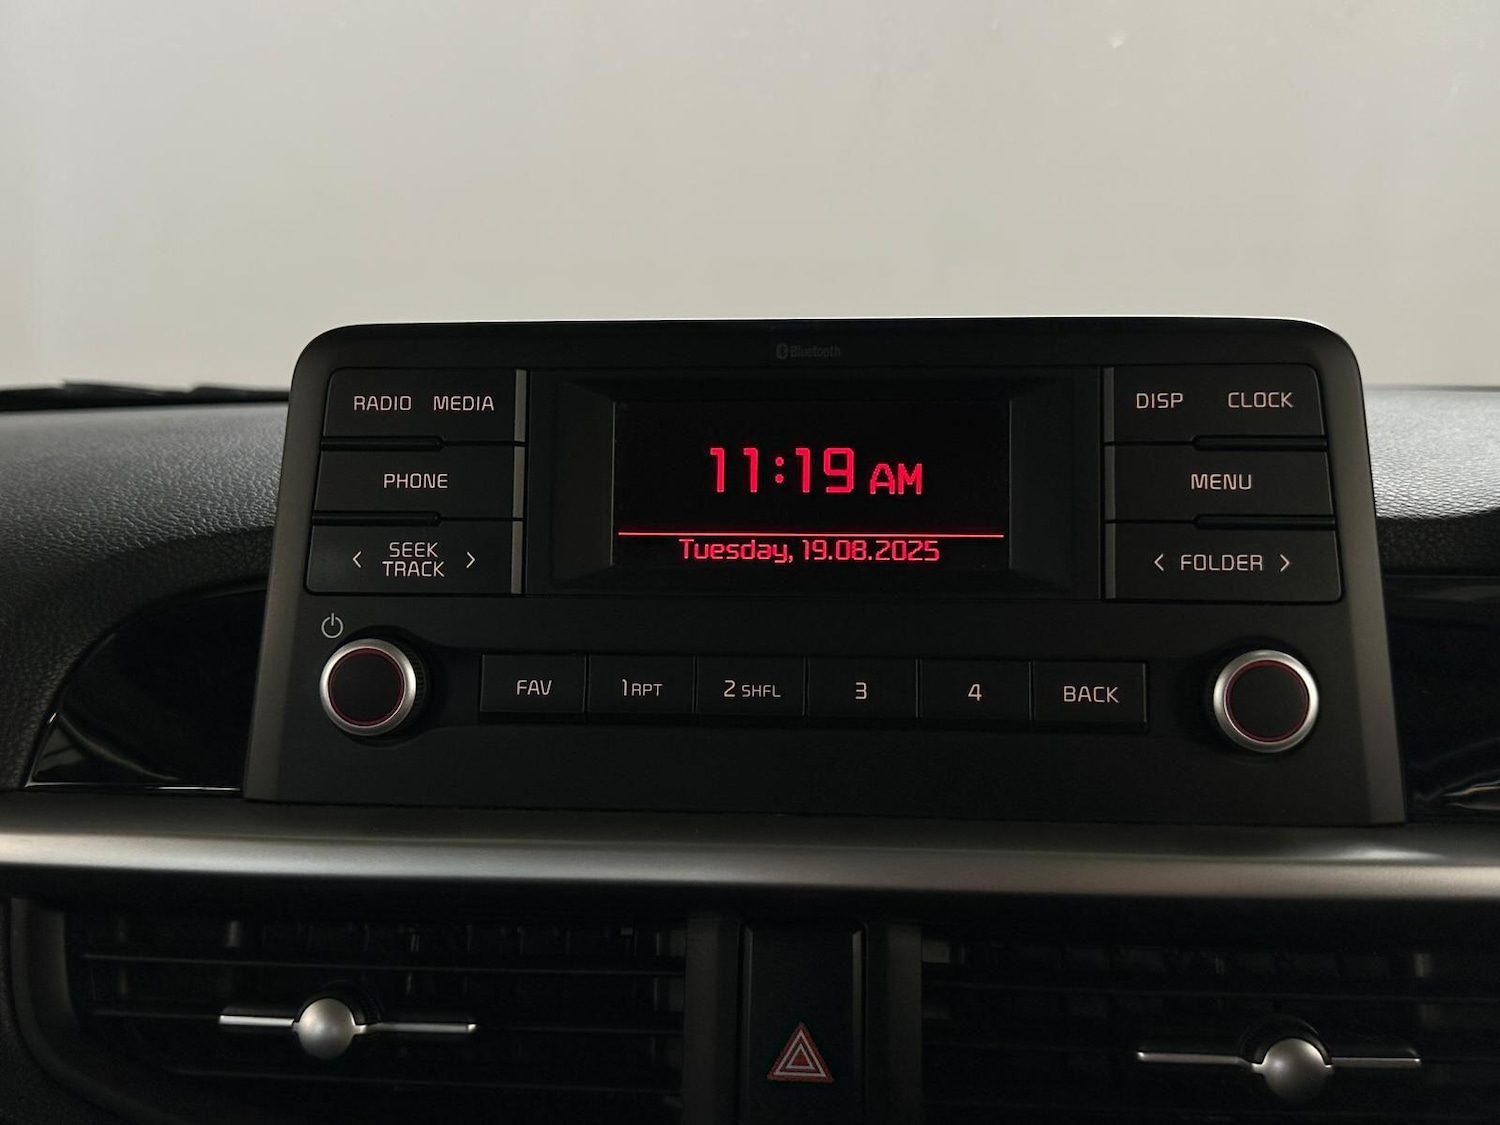 Bluetooth
RADIO MEDIA
DISP CLOCK
11:19 AM
PHONE
MENU
Tuesday, 19.08.2025
< SEEK TRACK >
< FOLDER >
FAV 1 RPT 2 SHFL 3 4 BACK